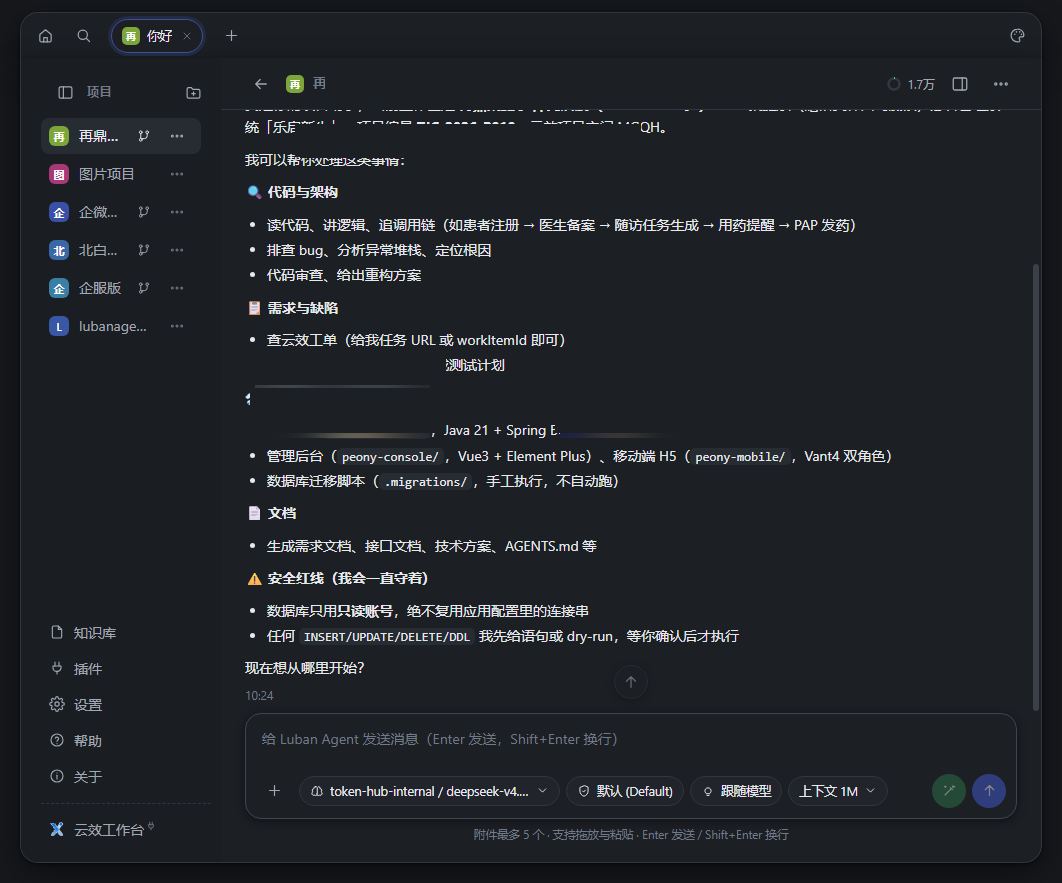 再 你好
项目
再 再鼎...
图 图片项目
企 企微...
北 北白...
企 企服版
L lubanage...
知识库
插件
设置
帮助
关于
云效工作台
再 再
1.7万
统「乐
MCQH。
我可以帮你处理这类事情：
🔍 代码与架构
• 读代码、讲逻辑、追调用链（如患者注册 → 医生备案 → 随访任务生成 → 用药提醒 → PAP 发药）
• 排查 bug、分析异常堆栈、定位根因
• 代码审查、给出重构方案
📋 需求与缺陷
• 查云效工单（给我任务 URL 或 workItemId 即可）
测试计划
，Java 21 + Spring
• 管理后台（peony-console/，Vue3 + Element Plus）、移动端 H5（peony-mobile/，Vant4 双角色）
• 数据库迁移脚本（.migrations/，手工执行，不自动跑）
📄 文档
• 生成需求文档、接口文档、技术方案、AGENTS.md 等
⚠️ 安全红线（我会一直守着）
• 数据库只用只读账号，绝不复用应用配置里的连接串
• 任何 INSERT/UPDATE/DELETE/DDL 我先给语句或 dry-run，等你确认后才执行
现在想从哪里开始？
10:24
给 Luban Agent 发送消息（Enter 发送，Shift+Enter 换行）
token-hub-internal / deepseek-v4.... 默认 (Default) 跟随模型 上下文 1M
附件最多 5 个 · 支持拖放与粘贴 · Enter 发送 / Shift+Enter 换行